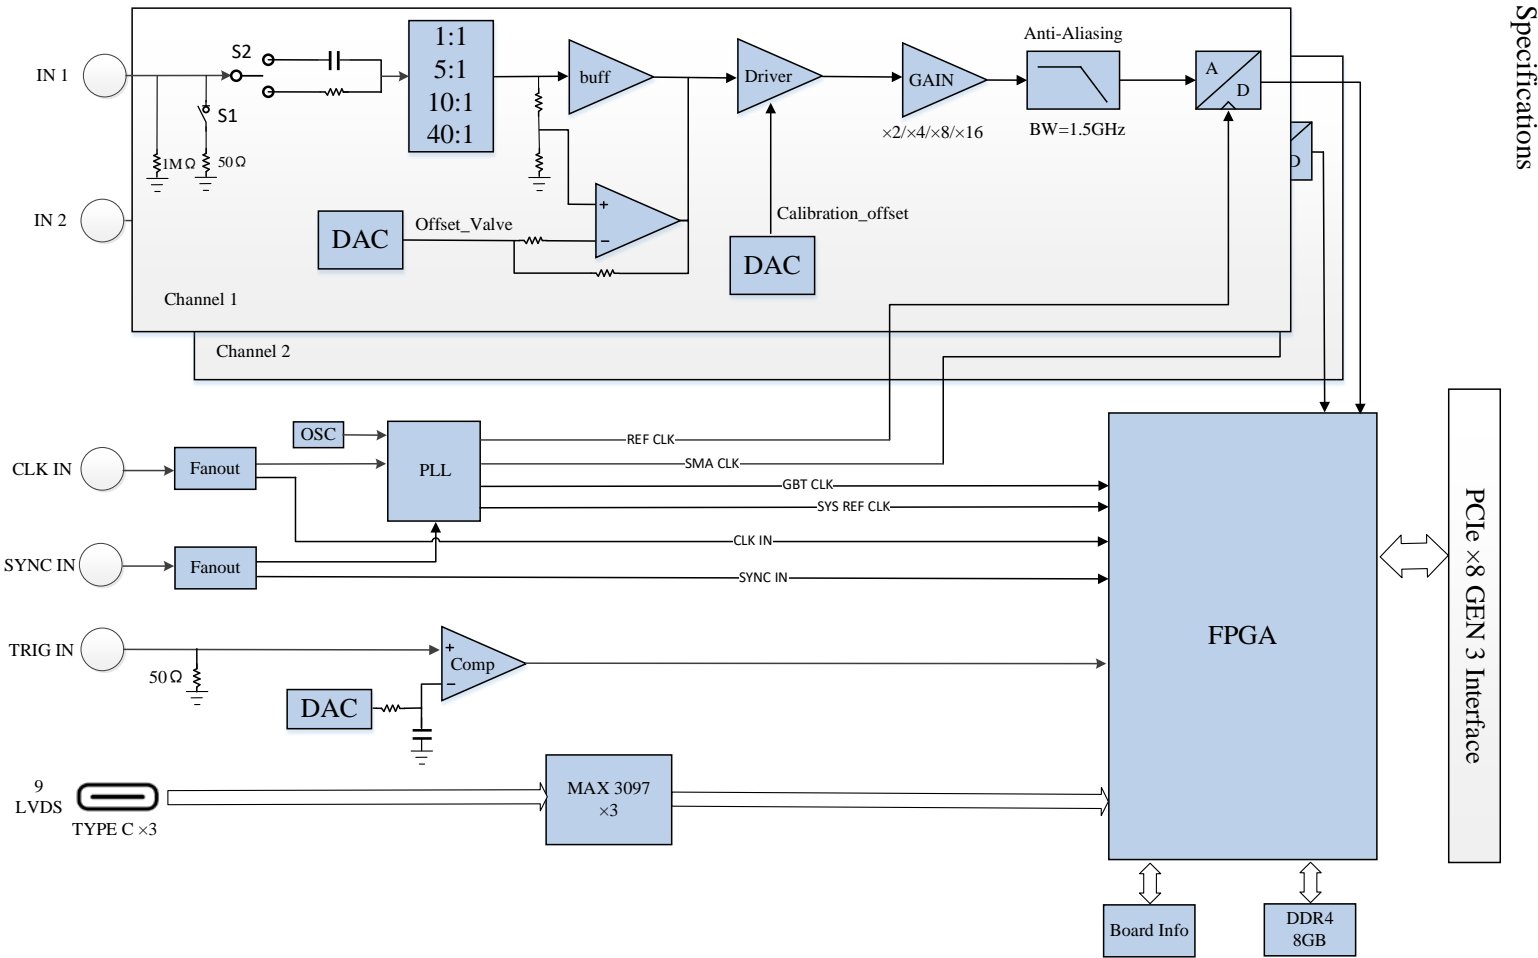 Specifications
IN 1
S2
S1
1MΩ
50Ω
1:1
5:1
10:1
40:1
buff
Driver
GAIN
×2/×4/×8/×16
Anti-Aliasing
BW=1.5GHz
A
D
D
IN 2
DAC
Offset_Valve
+
−
Calibration_offset
DAC
Channel 1
Channel 2
OSC
CLK IN
Fanout
PLL
REF CLK
SMA CLK
GBT CLK
SYS REF CLK
CLK IN
SYNC IN
Fanout
SYNC IN
TRIG IN
50Ω
+
Comp
−
DAC
9
LVDS
TYPE C ×3
MAX 3097
×3
FPGA
PCIe ×8 GEN 3 Interface
Board Info
DDR4
8GB